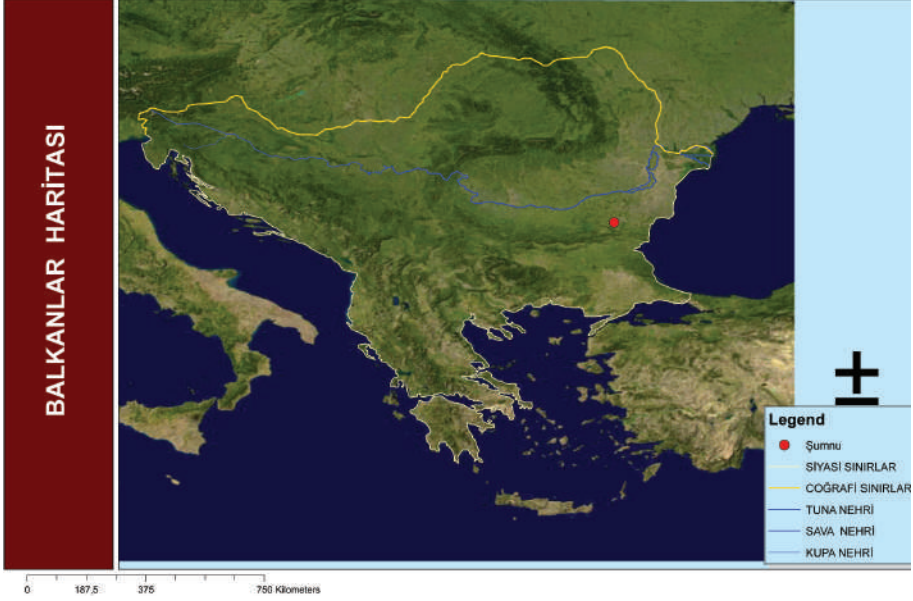 BALKANLAR HARİTASI
Legend
Şumnu
SİYASİ SINIRLAR
COĞRAFİ SINIRLAR
TUNA NEHRİ
SAVA NEHRİ
KUPA NEHRİ
0 187,5 375 750 Kilometers